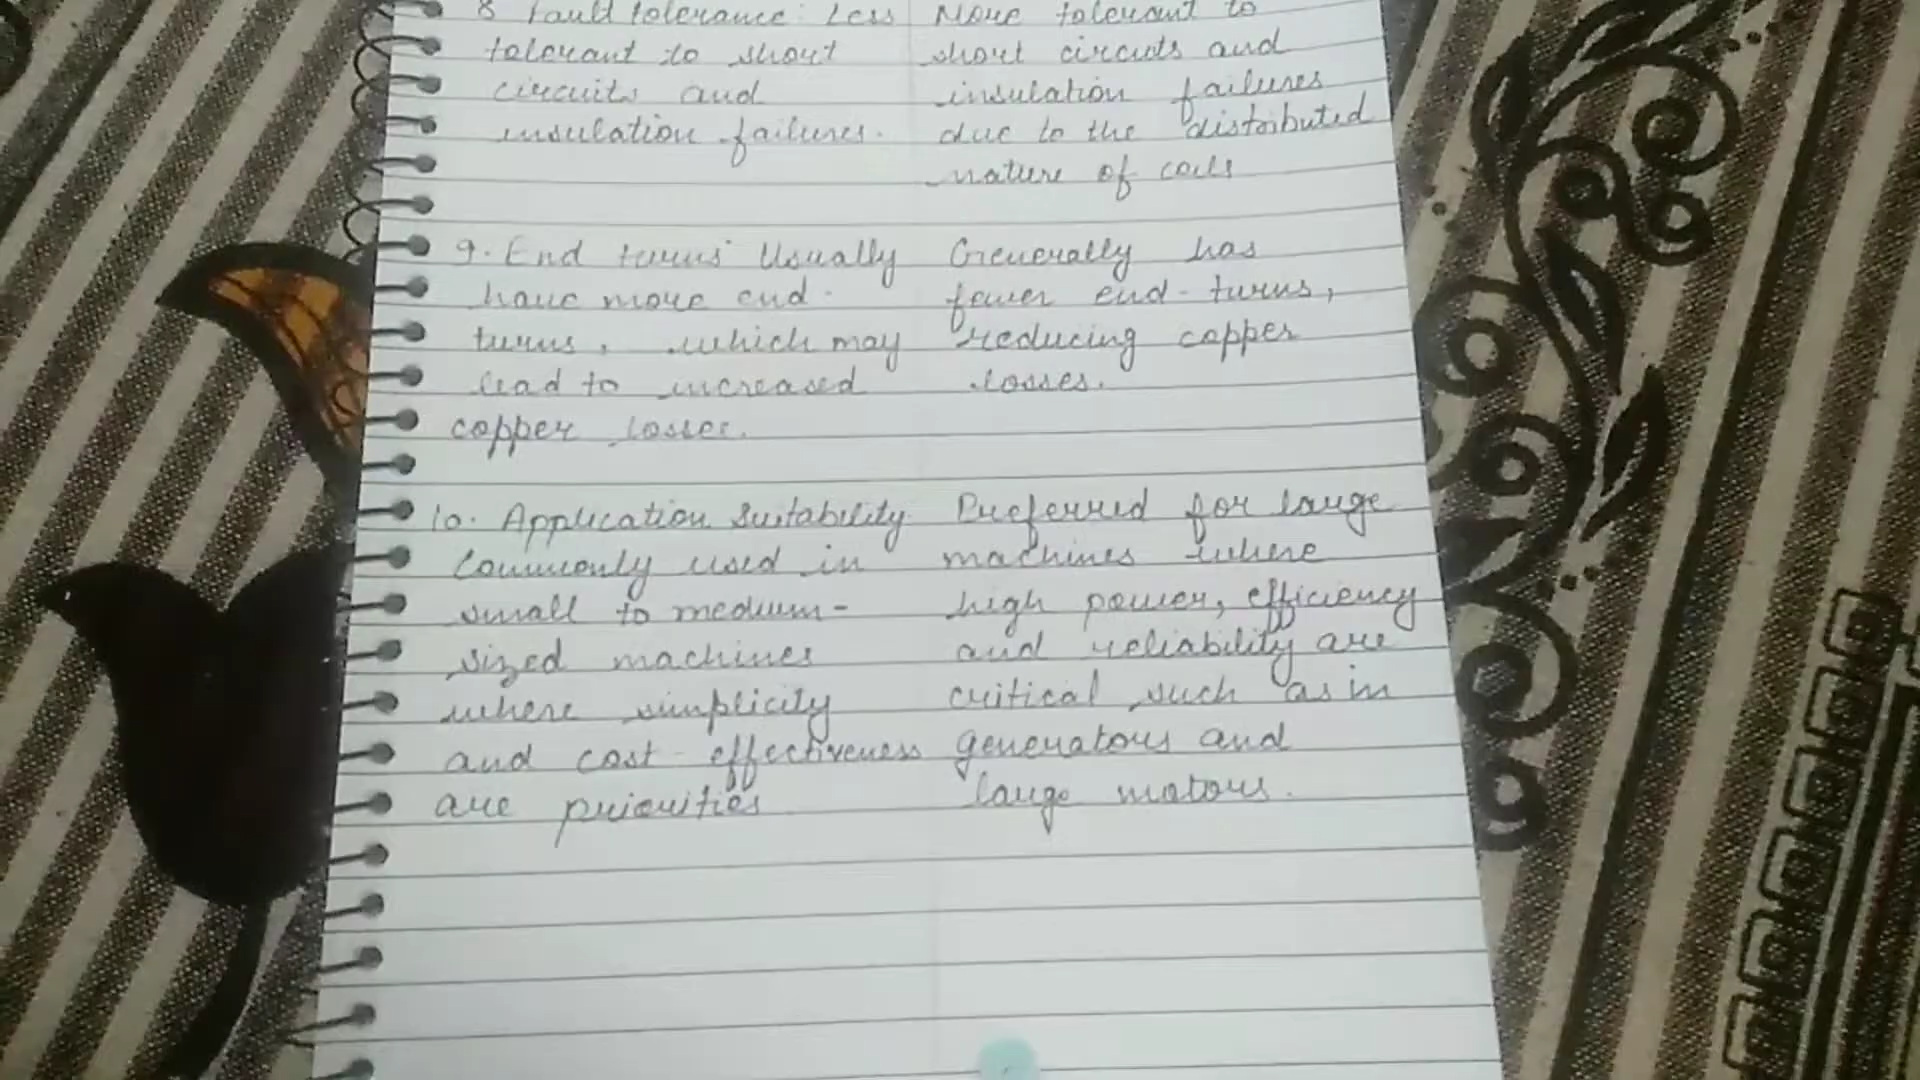 8 Fault tolerance: Less
tolerant to short
circuits and
insulation failures.
More tolerant to
short circuits and
insulation failures
due to the distributed
nature of coils
9. End turns Usually
have more end-
turns, which may
lead to increased
copper losses.
Generally has
fewer end-turns,
reducing copper
losses.
10. Application Suitability
Commonly used in
small to medium-
sized machines
where simplicity
and cost-effectiveness
are priorities
Preferred for large
machines where
high power, efficiency
and reliability are
critical such as in
generators and
large motors.